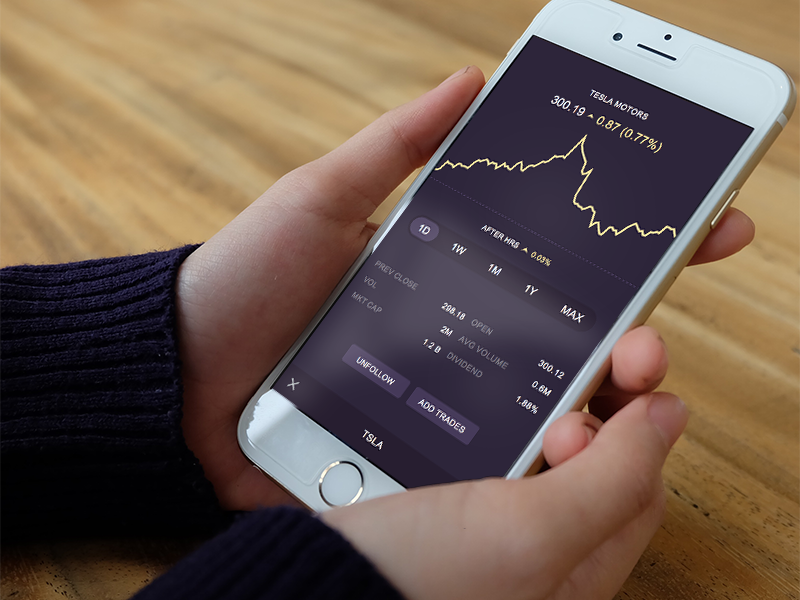 TESLA MOTORS
300.19 ▲ 0.87 (0.77%)
AFTER HRS ▲ 0.03%
1D 1W 1M 1Y MAX
PREV CLOSE 298.18 OPEN 300.12
VOL 2M AVG VOLUME 0.6M
MKT CAP 1.2 B DIVIDEND 1.88%
UNFOLLOW ADD TRADES
× TSLA